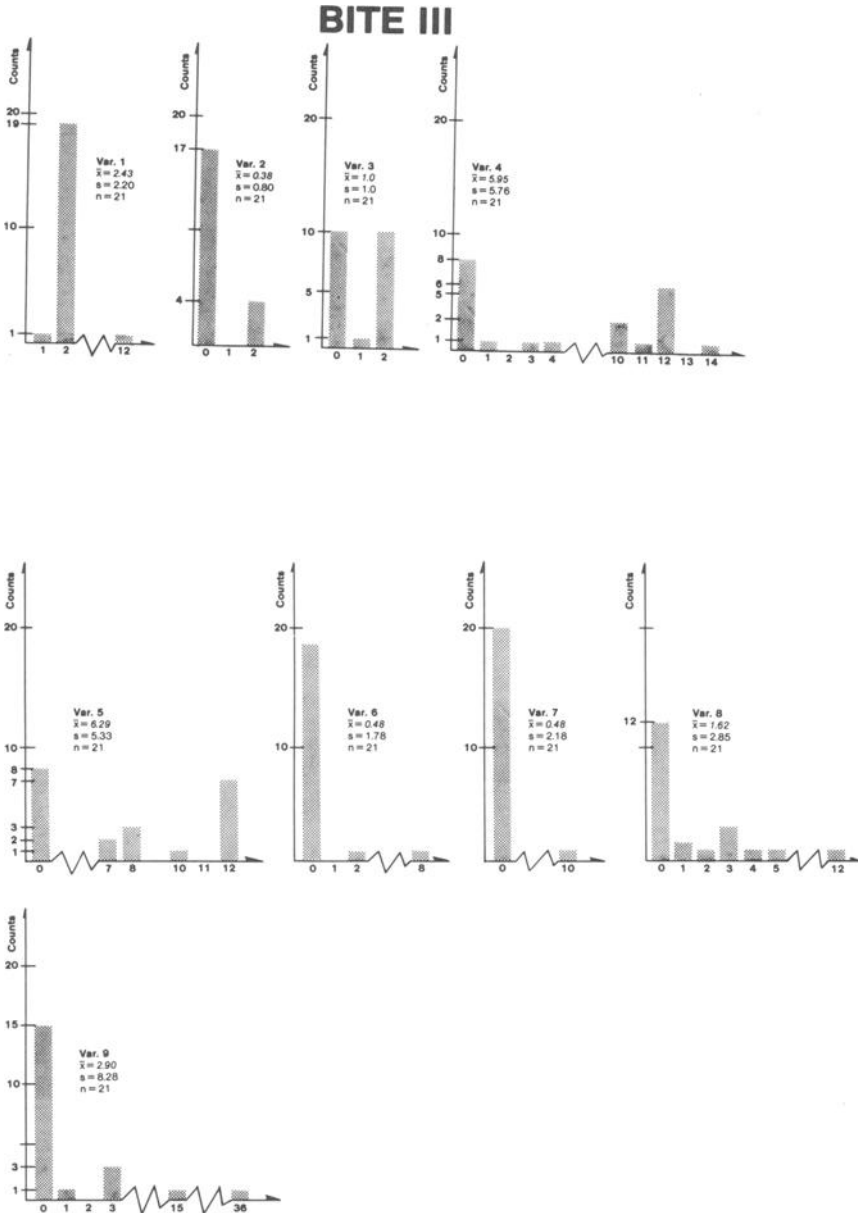 BITE III
Counts
20
19
10
1
Var. 1
x̄ = 2.43
s = 2.20
n = 21
1 2 12
20
17
4
Var. 2
x̄ = 0.38
s = 0.80
n = 21
0 1 2
20
10
5
1
Var. 3
x̄ = 1.0
s = 1.0
n = 21
0 1 2
Counts
20
10
8
6
5
2
1
Var. 4
x̄ = 5.95
s = 5.76
n = 21
0 1 2 3 4 10 11 12 13 14
Counts
20
10
8
7
3
2
1
Var. 5
x̄ = 6.29
s = 5.33
n = 21
0 7 8 10 11 12
Counts
20
10
Var. 6
x̄ = 0.48
s = 1.78
n = 21
0 1 2 8
20
10
Var. 7
x̄ = 0.48
s = 2.18
n = 21
0 10
Counts
12
Var. 8
x̄ = 1.62
s = 2.85
n = 21
0 1 2 3 4 5 12
Counts
20
15
10
3
1
Var. 9
x̄ = 2.90
s = 8.28
n = 21
0 1 2 3 15 36